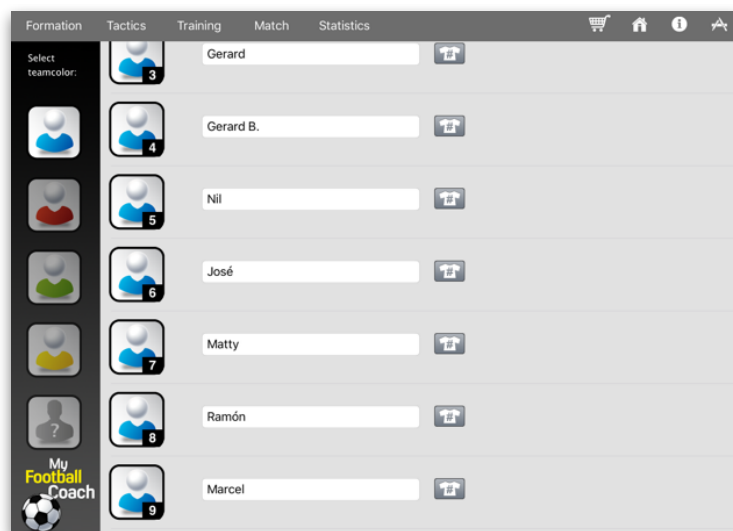 Formation Tactics Training Match Statistics
Select
teamcolor:
3 Gerard #
4 Gerard B. #
5 Nil #
6 José #
7 Matty #
8 Ramón #
9 Marcel #
?
My
Football
Coach